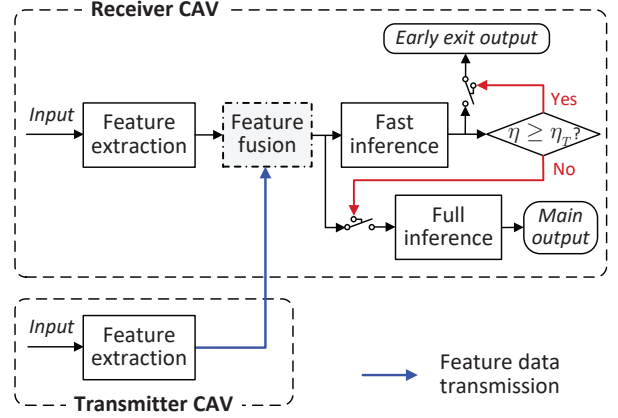 Receiver CAV
Early exit output
Input
Feature
extraction
Feature
fusion
Fast
inference
η ≥ η_T?
Yes
No
Full
inference
Main
output
Input
Feature
extraction
Transmitter CAV
Feature data
transmission